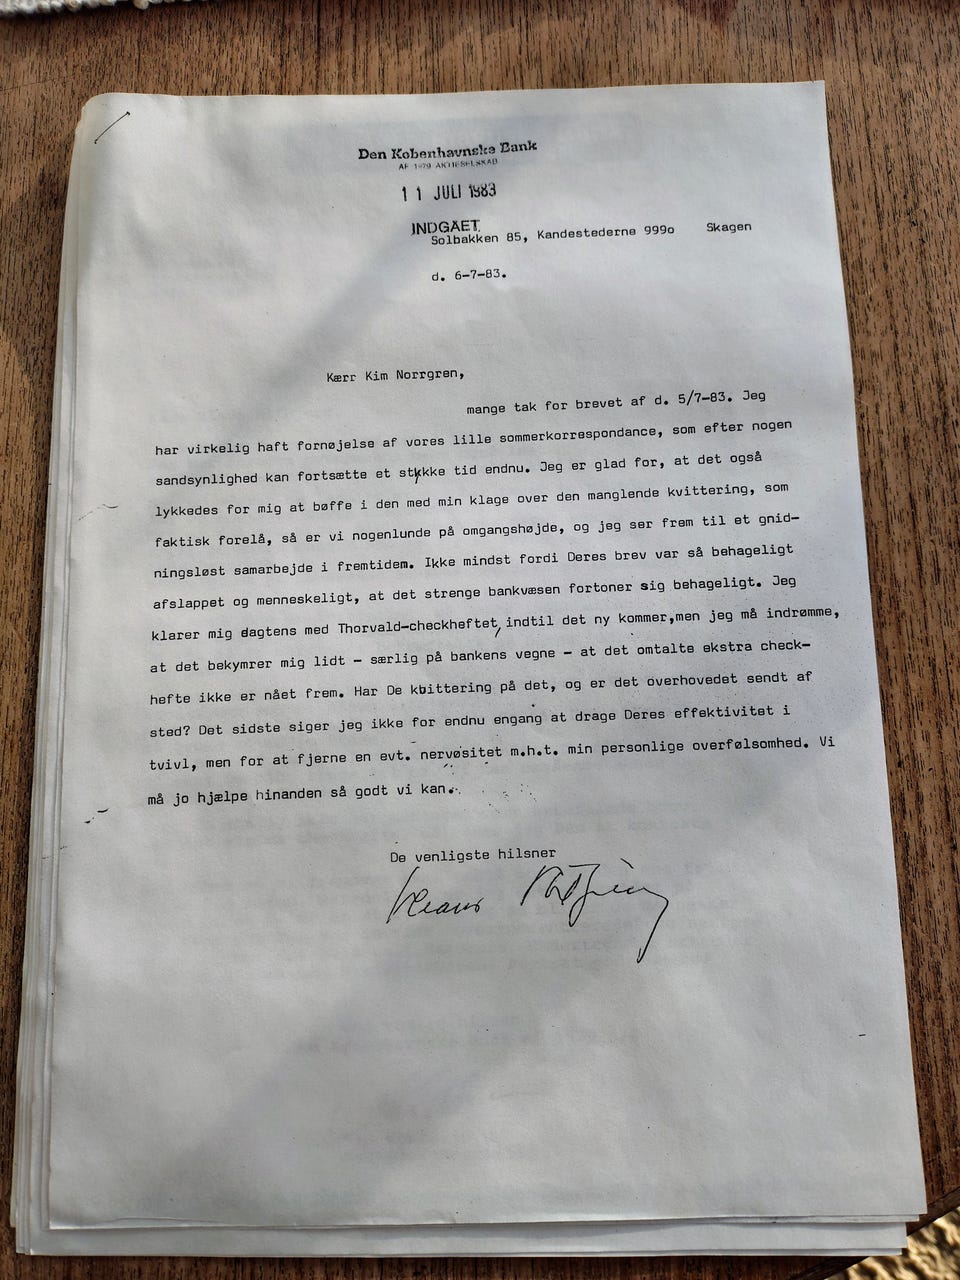 Den Københavnske Bank
AF 1979 AKTIESELSKAB
11 JULI 1983
INDGÅET
Solbakken 85, Kandestederne 999o Skagen
d. 6-7-83.
Kærr Kim Norrgren,
mange tak for brevet af d. 5/7-83. Jeg
har virkelig haft fornøjelse af vores lille sommerkorrespondance, som efter nogen
sandsynlighed kan fortsætte et stykke tid endnu. Jeg er glad for, at det også
lykkedes for mig at bøffe i den med min klage over den manglende kvittering, som
faktisk forelå, så er vi nogenlunde på omgangshøjde, og jeg ser frem til et gnid-
ningsløst samarbejde i fremtidem. Ikke mindst fordi Deres brev var så behageligt
afslappet og menneskeligt, at det strenge bankvæsen fortoner sig behageligt. Jeg
klarer mig dagtens med Thorvald-checkheftet, indtil det ny kommer,men jeg må indrømme,
at det bekymrer mig lidt - særlig på bankens vegne - at det omtalte ekstra check-
hefte ikke er nået frem. Har De kbittering på det, og er det overhovedet sendt af
sted? Det sidste siger jeg ikke for endnu engang at drage Deres effektivitet i
tvivl, men for at fjerne en evt. nervøsitet m.h.t. min personlige overfølsomhed. Vi
må jo hjælpe hinanden så godt vi kan.
De venligste hilsner
Klaus